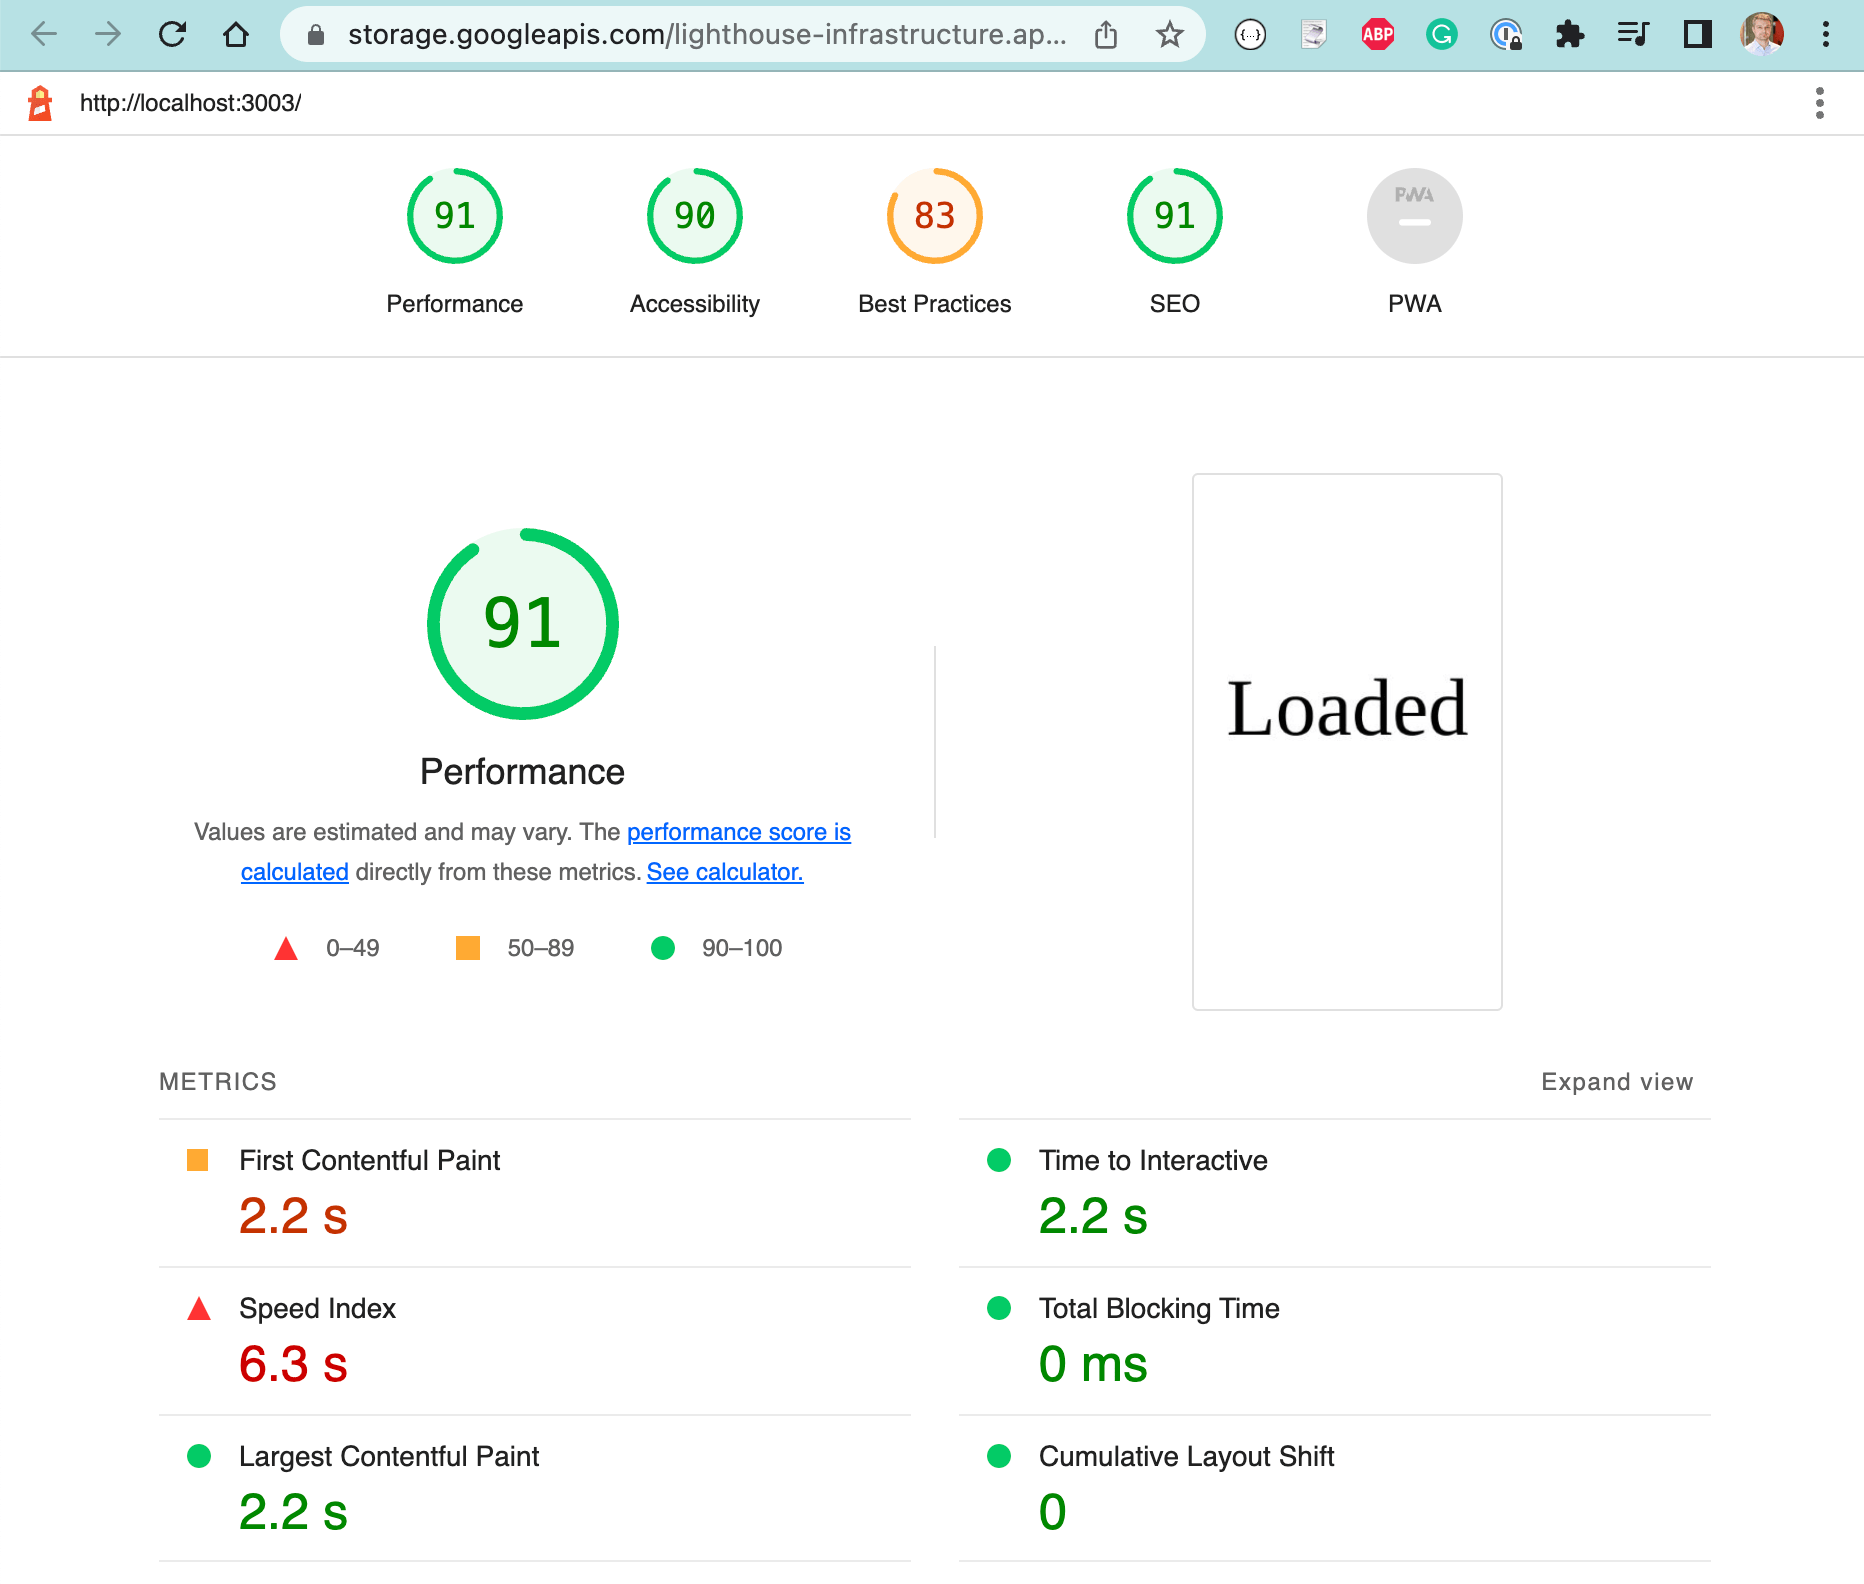 storage.googleapis.com/lighthouse-infrastructure.ap...
{...}
ABP
http://localhost:3003/
91
90
83
91
PWA
Performance
Accessibility
Best Practices
SEO
PWA
91
Performance
Values are estimated and may vary. The performance score is
calculated directly from these metrics. See calculator.
0–49
50–89
90–100
Loaded
METRICS
Expand view
First Contentful Paint
2.2 s
Time to Interactive
2.2 s
Speed Index
6.3 s
Total Blocking Time
0 ms
Largest Contentful Paint
2.2 s
Cumulative Layout Shift
0